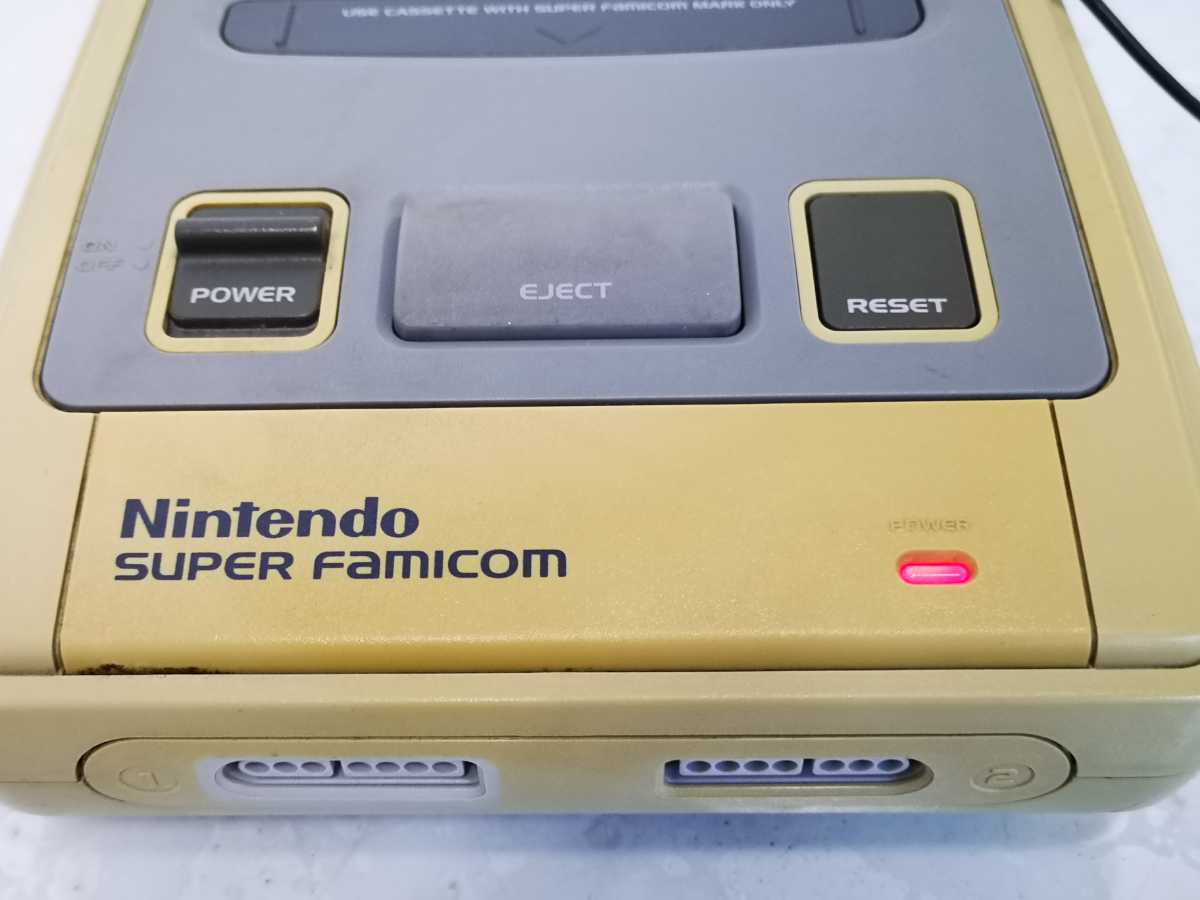 USE CASSETTE WITH SUPER FAMICOM MARK ONLY
ON
OFF
POWER
EJECT
RESET
Nintendo
SUPER FAMICOM
POWER
1
2